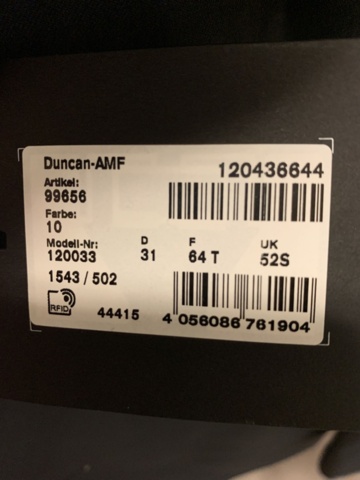 Duncan-AMF
120436644
Artikel:
99656
Farbe:
10
Modell-Nr: D F UK
120033 31 64 T 52S
1543 / 502
RFID
44415 4 056086 761904